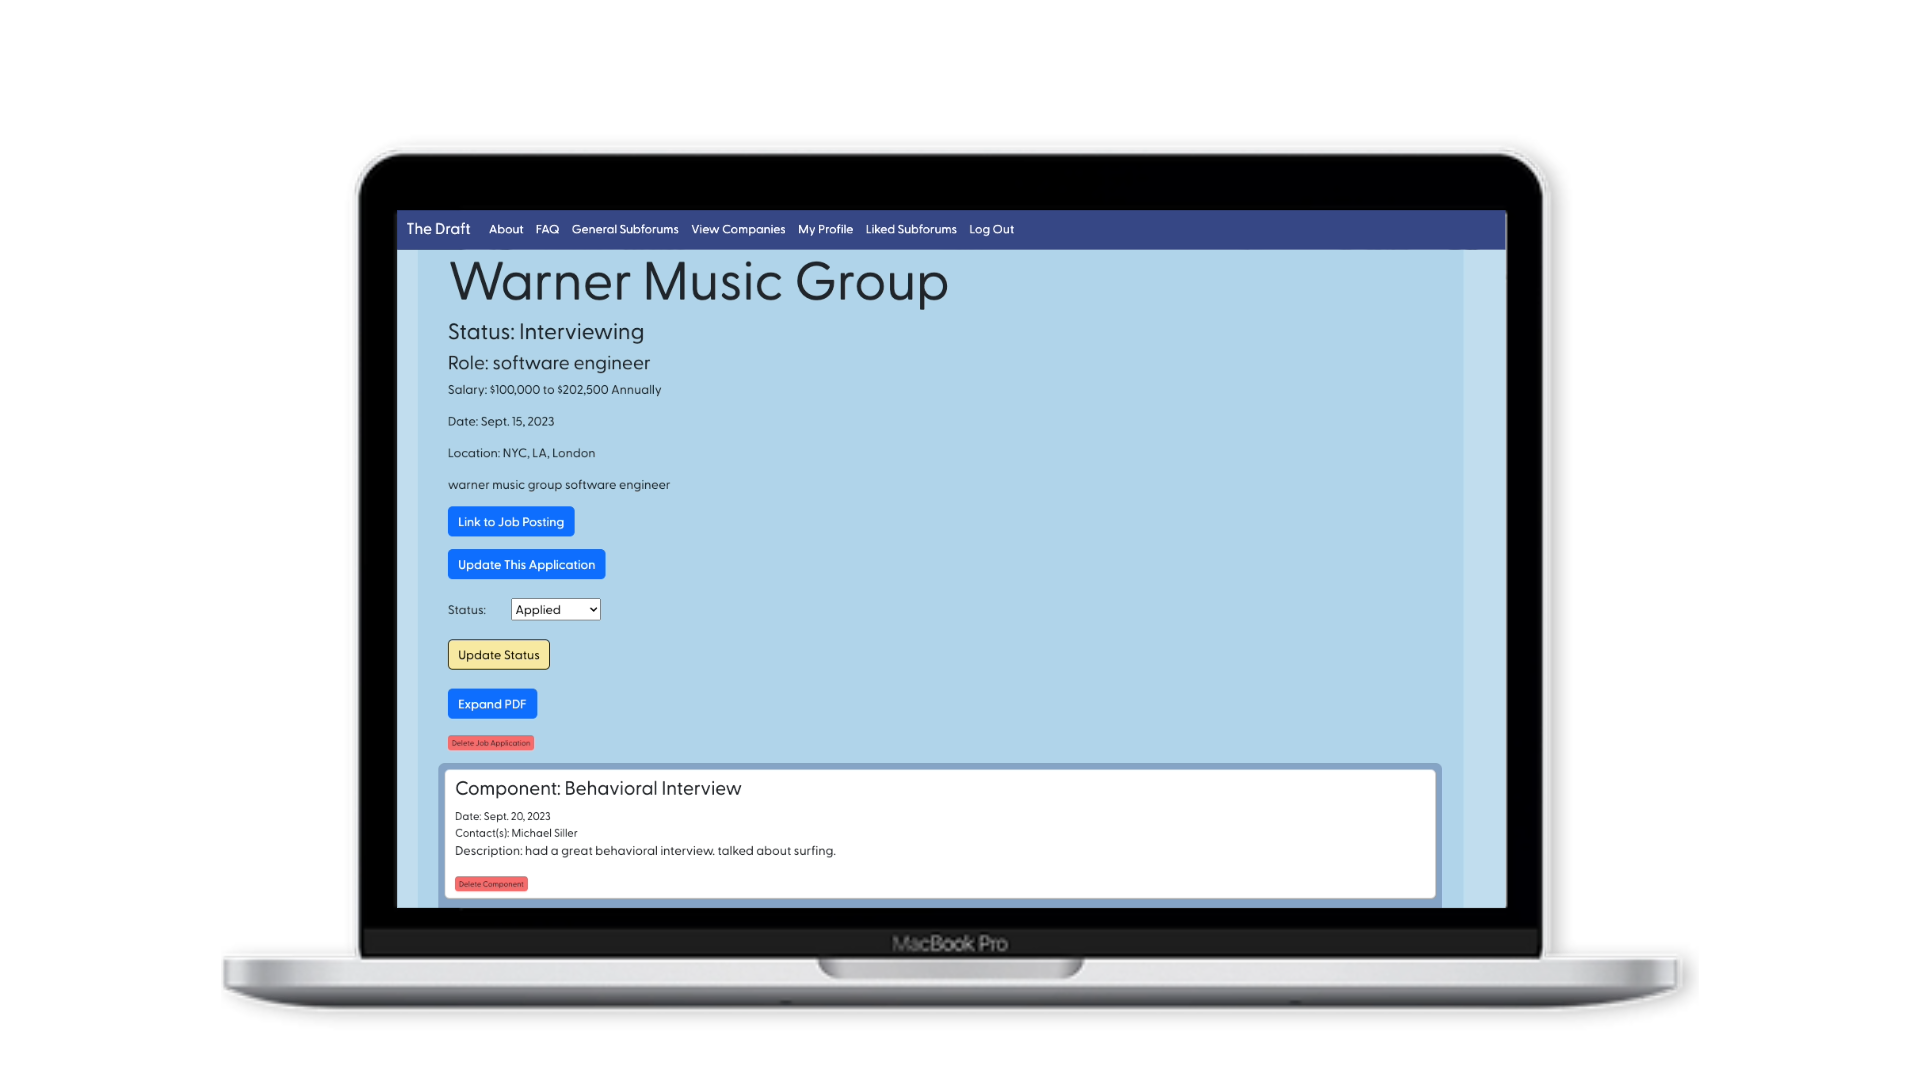 The Draft About FAQ General Subforums View Companies My Profile Liked Subforums Log Out
Warner Music Group
Status: Interviewing
Role: software engineer
Salary: $100,000 to $202,500 Annually
Date: Sept. 15, 2023
Location: NYC, LA, London
warner music group software engineer
Link to Job Posting
Update This Application
Status: Applied
Update Status
Expand PDF
Delete Job Application
Component: Behavioral Interview
Date: Sept. 20, 2023
Contact(s): Michael Siller
Description: had a great behavioral interview. talked about surfing.
Delete Component
MacBook Pro